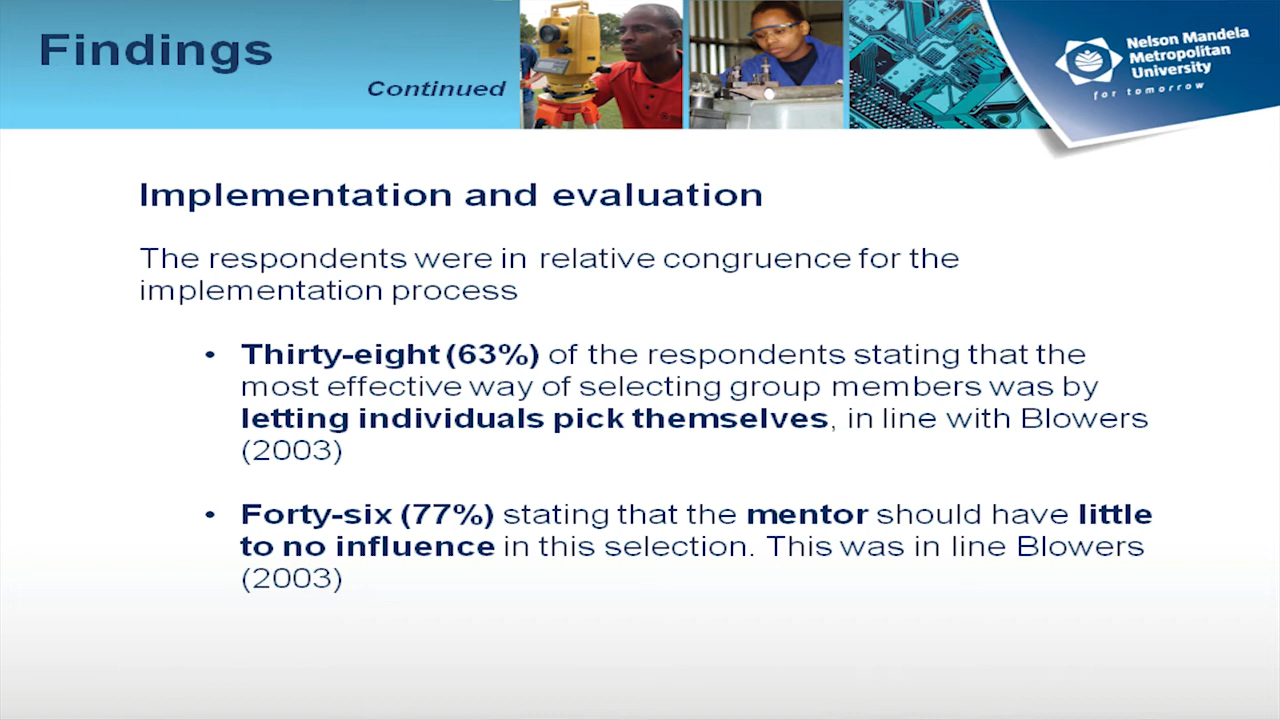 Findings
Continued
Nelson Mandela
Metropolitan
University
for tomorrow
Implementation and evaluation
The respondents were in relative congruence for the
implementation process
• Thirty-eight (63%) of the respondents stating that the
most effective way of selecting group members was by
letting individuals pick themselves, in line with Blowers
(2003)
• Forty-six (77%) stating that the mentor should have little
to no influence in this selection. This was in line Blowers
(2003)